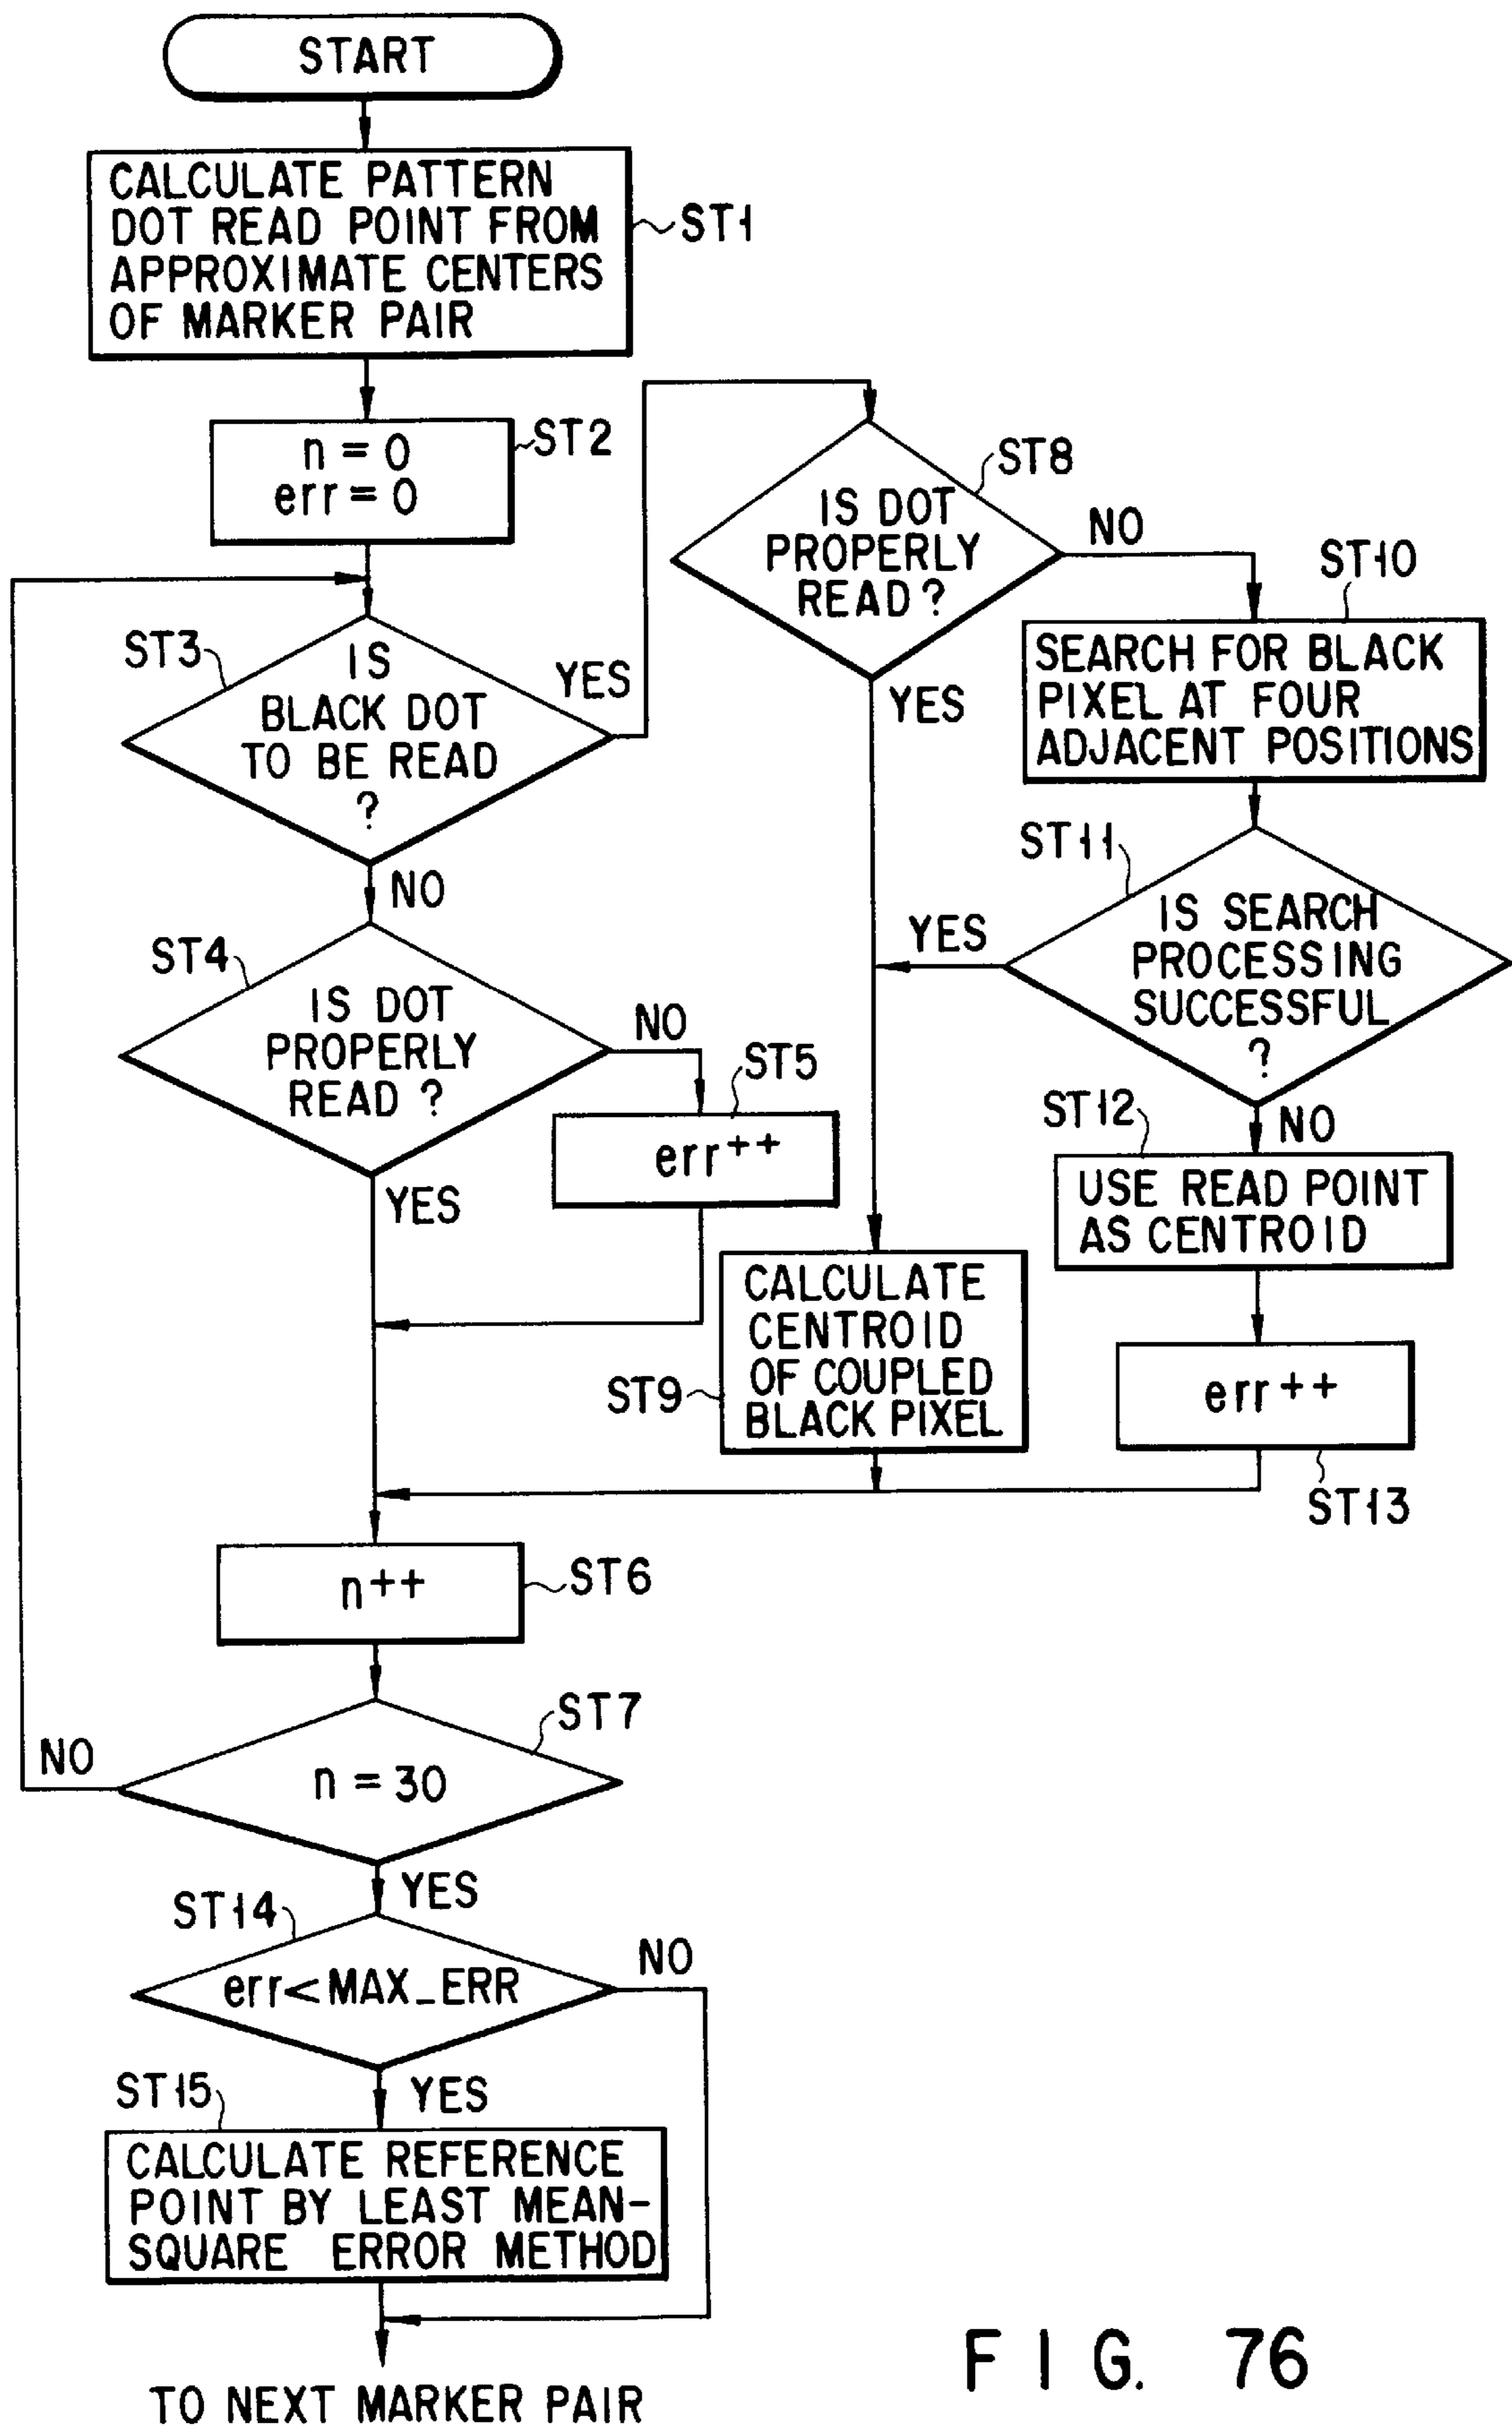 START
CALCULATE PATTERN
DOT READ POINT FROM
APPROXIMATE CENTERS
OF MARKER PAIR
ST1
n = 0
err = 0
ST2
ST3
IS
BLACK DOT
TO BE READ
?
YES
NO
ST8
IS DOT
PROPERLY
READ ?
NO
YES
ST10
SEARCH FOR BLACK
PIXEL AT FOUR
ADJACENT POSITIONS
ST11
IS SEARCH
PROCESSING
SUCCESSFUL
?
YES
NO
ST4
IS DOT
PROPERLY
READ ?
NO
YES
ST5
err++
ST12
USE READ POINT
AS CENTROID
ST9
CALCULATE
CENTROID
OF COUPLED
BLACK PIXEL
err++
ST13
n++
ST6
ST7
n = 30
NO
YES
ST14
err<MAX_ERR
NO
YES
ST15
CALCULATE REFERENCE
POINT BY LEAST MEAN-
SQUARE ERROR METHOD
TO NEXT MARKER PAIR
FIG. 76